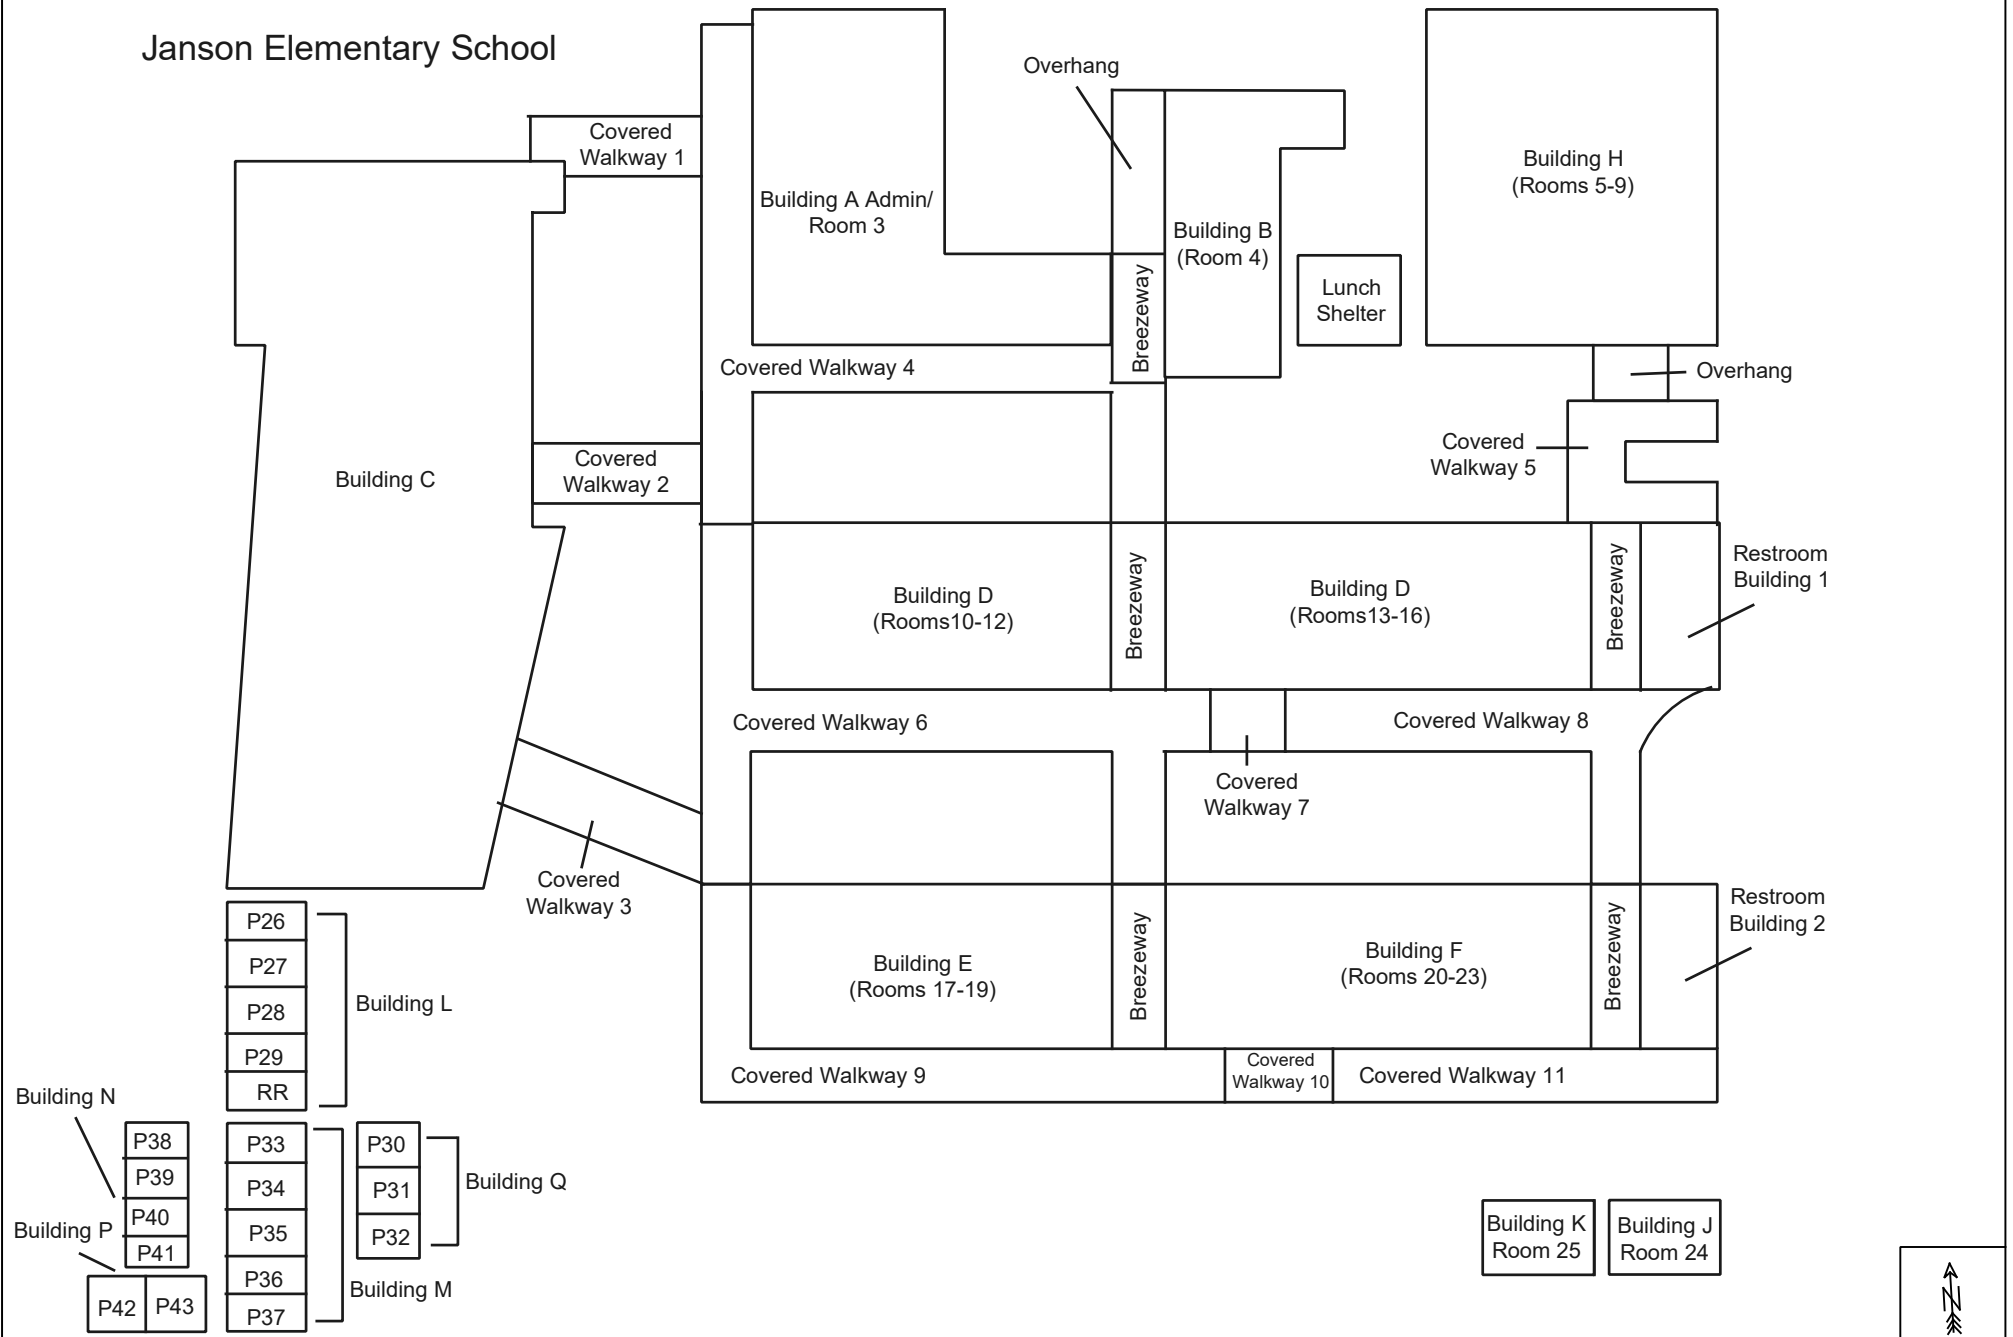 Janson Elementary School
Overhang
Covered
Walkway 1
Building H
(Rooms 5-9)
Building A Admin/
Room 3
Building B
(Room 4)
Breezeway
Lunch
Shelter
Covered Walkway 4
Overhang
Covered
Walkway 5
Covered
Walkway 2
Building C
Building D
(Rooms10-12)
Breezeway
Building D
(Rooms13-16)
Breezeway
Restroom
Building 1
Covered Walkway 6
Covered Walkway 8
Covered
Walkway 7
Covered
Walkway 3
Building E
(Rooms 17-19)
Breezeway
Building F
(Rooms 20-23)
Breezeway
Restroom
Building 2
P26
P27
P28
P29
RR
Building L
Covered Walkway 9
Covered
Walkway 10
Covered Walkway 11
Building N
P38
P39
P40
P41
P33
P34
P35
P36
P37
P30
P31
P32
Building Q
Building P
P42
P43
Building M
Building K
Room 25
Building J
Room 24
N